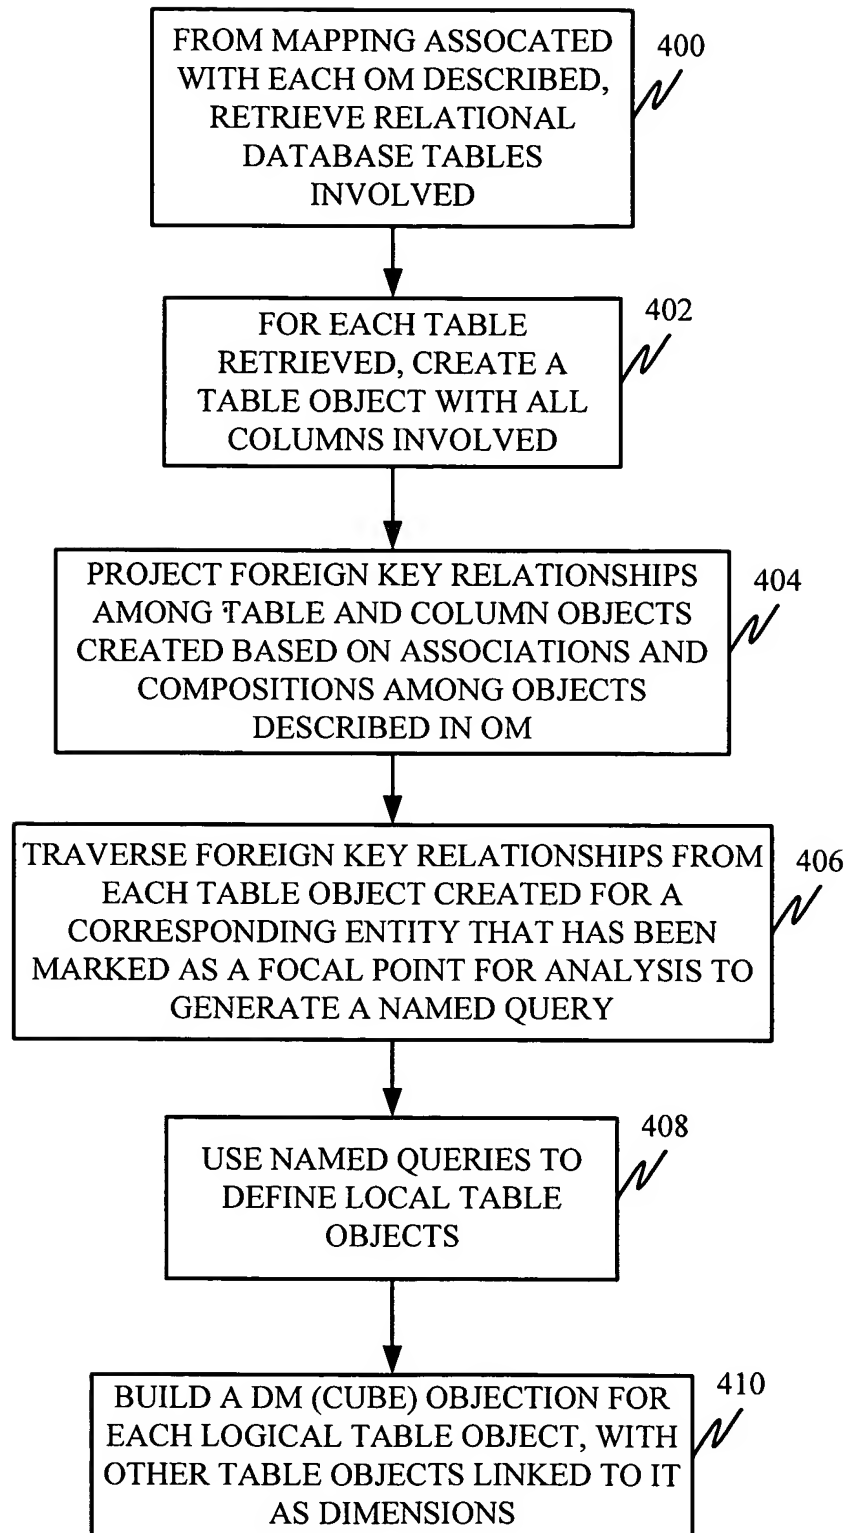 FROM MAPPING ASSOCATED
WITH EACH OM DESCRIBED,
RETRIEVE RELATIONAL
DATABASE TABLES
INVOLVED
400
FOR EACH TABLE
RETRIEVED, CREATE A
TABLE OBJECT WITH ALL
COLUMNS INVOLVED
402
PROJECT FOREIGN KEY RELATIONSHIPS
AMONG TABLE AND COLUMN OBJECTS
CREATED BASED ON ASSOCIATIONS AND
COMPOSITIONS AMONG OBJECTS
DESCRIBED IN OM
404
TRAVERSE FOREIGN KEY RELATIONSHIPS FROM
EACH TABLE OBJECT CREATED FOR A
CORRESPONDING ENTITY THAT HAS BEEN
MARKED AS A FOCAL POINT FOR ANALYSIS TO
GENERATE A NAMED QUERY
406
USE NAMED QUERIES TO
DEFINE LOCAL TABLE
OBJECTS
408
BUILD A DM (CUBE) OBJECTION FOR
EACH LOGICAL TABLE OBJECT, WITH
OTHER TABLE OBJECTS LINKED TO IT
AS DIMENSIONS
410